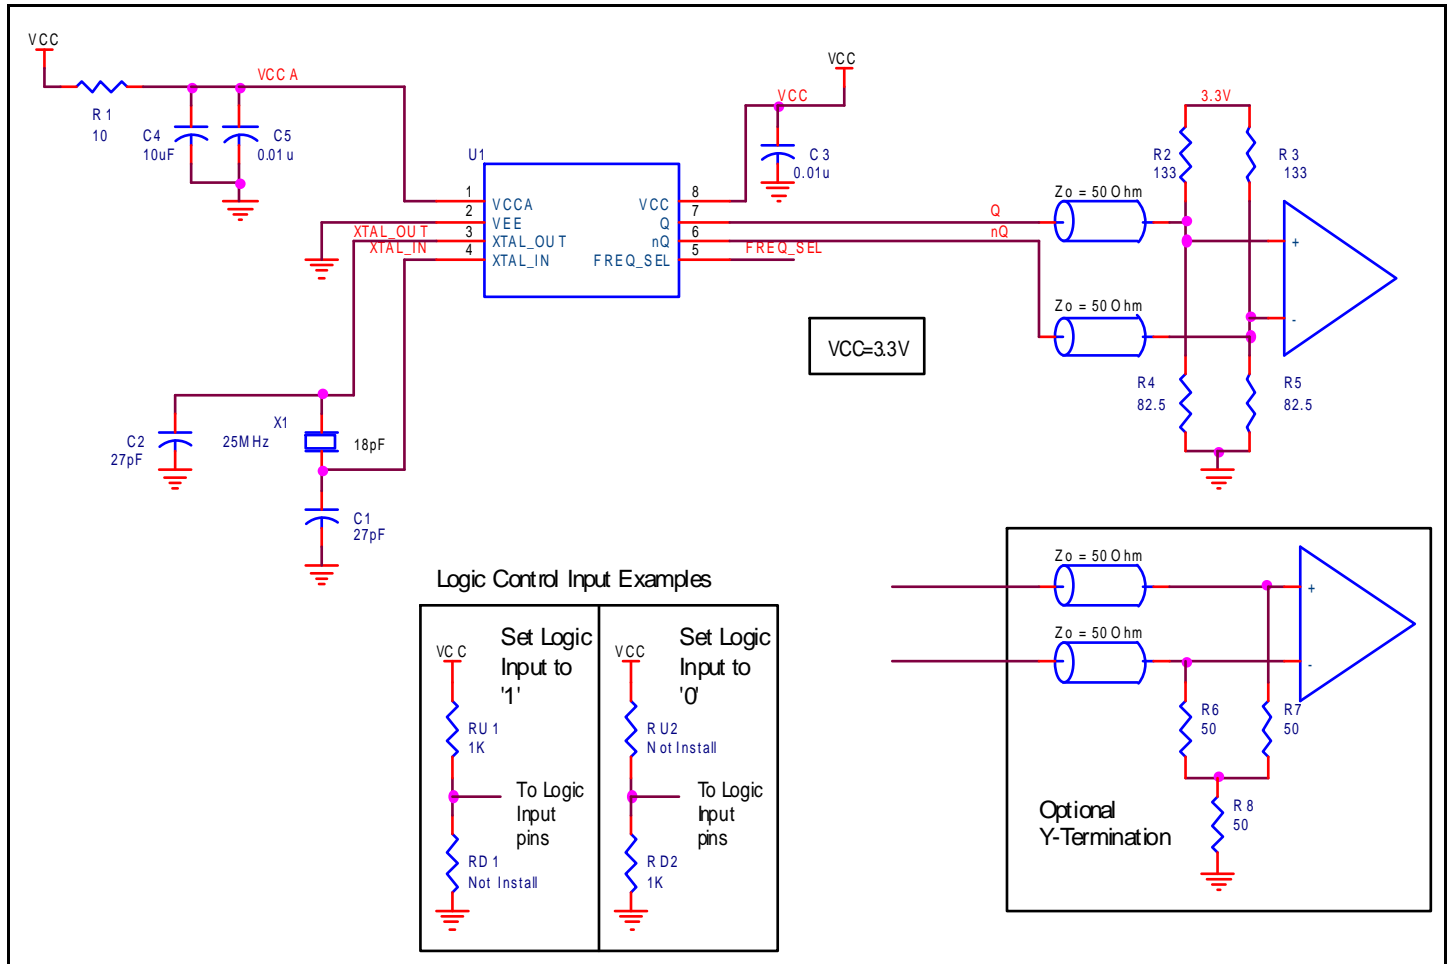 VCC
VCCA
R1
10
C4
10uF
C5
0.01u
U1
1
2
3
4
VCCA
VEE
XTAL_OUT
XTAL_IN
XTAL_OUT
XTAL_IN
VCC
Q
nQ
FREQ_SEL
8
7
6
5
VCC
VCC
C3
0.01u
Q
nQ
FREQ_SEL
VCC=3.3V
Zo = 50 Ohm
Zo = 50 Ohm
3.3V
R2
133
R3
133
+
-
R4
82.5
R5
82.5
C2
27pF
X1
25MHz
18pF
C1
27pF
Logic Control Input Examples
VCC
Set Logic
Input to
'1'
RU1
1K
To Logic
Input
pins
RD1
Not Install
VCC
Set Logic
Input to
'0'
RU2
Not Install
To Logic
Input
pins
RD2
1K
Zo = 50 Ohm
Zo = 50 Ohm
+
-
R6
50
R7
50
R8
50
Optional
Y-Termination